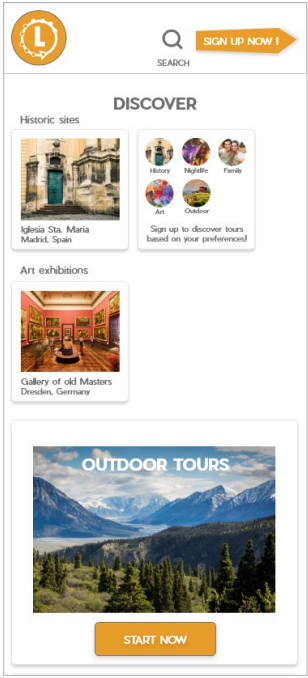 L
SIGN UP NOW !
SEARCH
DISCOVER
Historic sites
Iglesia Sta. Maria
Madrid, Spain
History
Nightlife
Family
Art
Outdoor
Sign up to discover tours
based on your preferences!
Art exhibitions
Gallery of old Masters
Dresden, Germany
OUTDOOR TOURS
START NOW